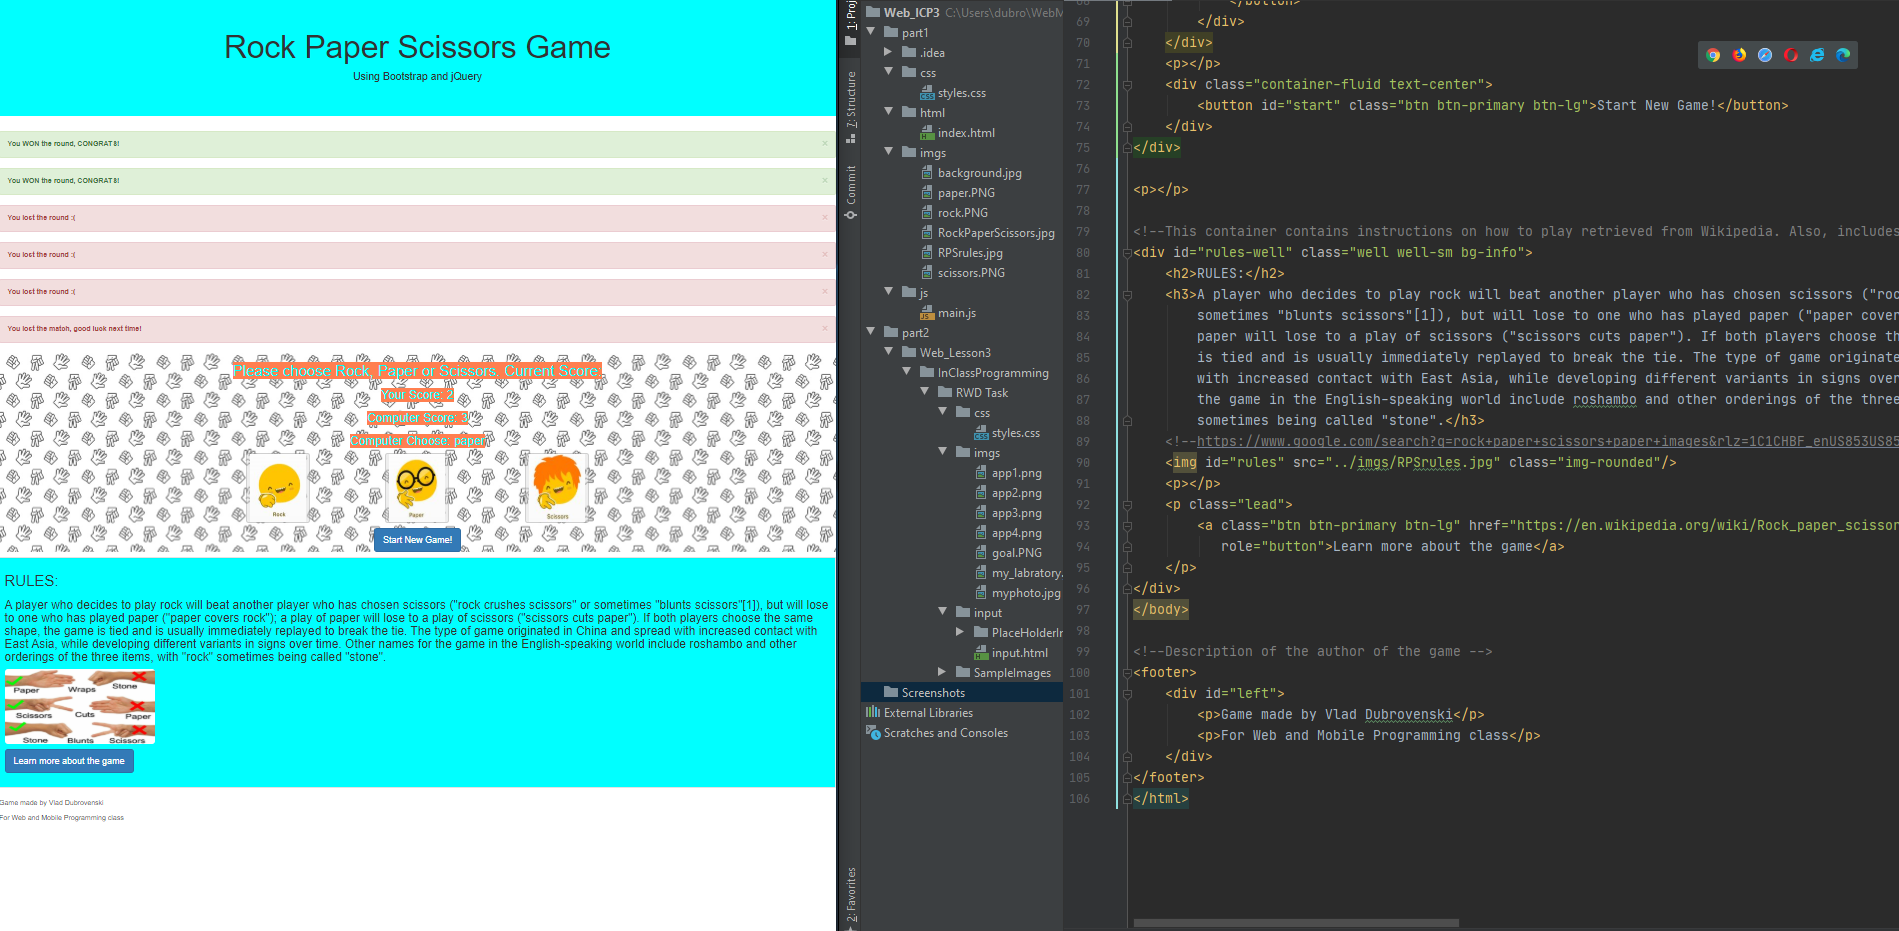 Rock Paper Scissors Game
Using Bootstrap and jQuery
You WON the round, CONGRATS!
You WON the round, CONGRATS!
You lost the round :(
You lost the round :(
You lost the round :(
You lost the match, good luck next time!
Please choose Rock, Paper or Scissors. Current Score:
Your Score: 2
Computer Score: 3
Computer Choose: paper
Rock
Paper
Scissors
Start New Game!
RULES:
A player who decides to play rock will beat another player who has chosen scissors ("rock crushes scissors" or sometimes "blunts scissors"[1]), but will lose
to one who has played paper ("paper covers rock"); a play of paper will lose to a play of scissors ("scissors cuts paper"). If both players choose the same
shape, the game is tied and is usually immediately replayed to break the tie. The type of game originated in China and spread with increased contact with
East Asia, while developing different variants in signs over time. Other names for the game in the English-speaking world include roshambo and other
orderings of the three items, with "rock" sometimes being called "stone".
Paper Wraps Stone
Scissors Cuts Paper
Stone Blunts Scissors
Learn more about the game
Game made by Vlad Dubrovenski
For Web and Mobile Programming class
1: Proj
7: Structure
Commit
2: Favorites
Web_ICP3 C:\Users\dubro\WebM
part1
.idea
css
styles.css
html
index.html
imgs
background.jpg
paper.PNG
rock.PNG
RockPaperScissors.jpg
RPSrules.jpg
scissors.PNG
js
main.js
part2
Web_Lesson3
InClassProgramming
RWD Task
css
styles.css
imgs
app1.png
app2.png
app3.png
app4.png
goal.PNG
my_labratory.
myphoto.jpg
input
PlaceHolderIr
input.html
SampleImages
Screenshots
External Libraries
Scratches and Consoles
68 </button>
69 </div>
70 </div>
71 <p></p>
72 <div class="container-fluid text-center">
73 <button id="start" class="btn btn-primary btn-lg">Start New Game!</button>
74 </div>
75 </div>
76
77 <p></p>
78
79 <!--This container contains instructions on how to play retrieved from Wikipedia. Also, includes
80 <div id="rules-well" class="well well-sm bg-info">
81 <h2>RULES:</h2>
82 <h3>A player who decides to play rock will beat another player who has chosen scissors ("roc
83 sometimes "blunts scissors"[1]), but will lose to one who has played paper ("paper cover
84 paper will lose to a play of scissors ("scissors cuts paper"). If both players choose th
85 is tied and is usually immediately replayed to break the tie. The type of game originate
86 with increased contact with East Asia, while developing different variants in signs over
87 the game in the English-speaking world include roshambo and other orderings of the three
88 sometimes being called "stone".</h3>
89 <!--https://www.google.com/search?q=rock+paper+scissors+paper+images&rlz=1C1CHBF_enUS853US85
90 <img id="rules" src="../imgs/RPSrules.jpg" class="img-rounded"/>
91 <p></p>
92 <p class="lead">
93 <a class="btn btn-primary btn-lg" href="https://en.wikipedia.org/wiki/Rock_paper_scissor
94 role="button">Learn more about the game</a>
95 </p>
96 </div>
97 </body>
98
99 <!--Description of the author of the game -->
100 <footer>
101 <div id="left">
102 <p>Game made by Vlad Dubrovenski</p>
103 <p>For Web and Mobile Programming class</p>
104 </div>
105 </footer>
106 </html>